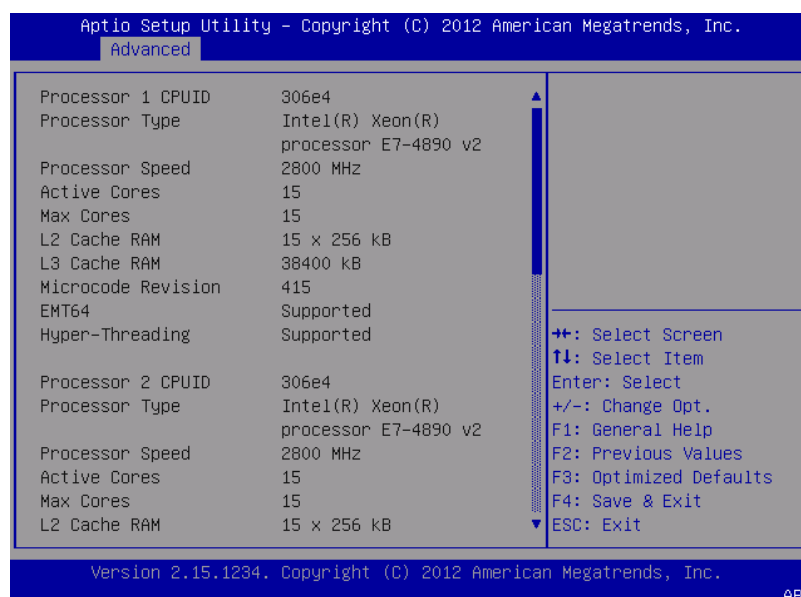 Aptio Setup Utility – Copyright (C) 2012 American Megatrends, Inc.
Advanced
Processor 1 CPUID 306e4
Processor Type Intel(R) Xeon(R)
processor E7-4890 v2
Processor Speed 2800 MHz
Active Cores 15
Max Cores 15
L2 Cache RAM 15 x 256 kB
L3 Cache RAM 38400 kB
Microcode Revision 415
EMT64 Supported
Hyper-Threading Supported
Processor 2 CPUID 306e4
Processor Type Intel(R) Xeon(R)
processor E7-4890 v2
Processor Speed 2800 MHz
Active Cores 15
Max Cores 15
L2 Cache RAM 15 x 256 kB
→←: Select Screen
↑↓: Select Item
Enter: Select
+/-: Change Opt.
F1: General Help
F2: Previous Values
F3: Optimized Defaults
F4: Save & Exit
ESC: Exit
Version 2.15.1234. Copyright (C) 2012 American Megatrends, Inc.